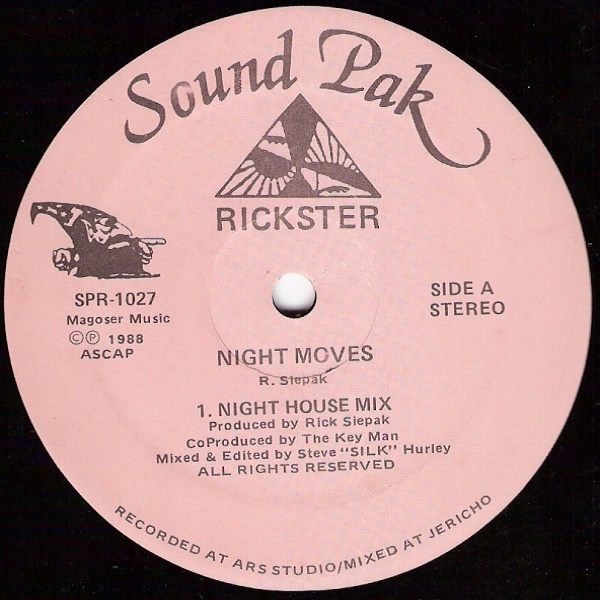 Sound Pak
RICKSTER
SPR-1027
Magoser Music
©℗ 1988
ASCAP
SIDE A
STEREO
NIGHT MOVES
R. Siepak
1. NIGHT HOUSE MIX
Produced by Rick Siepak
CoProduced by The Key Man
Mixed & Edited by Steve "SILK" Hurley
ALL RIGHTS RESERVED
RECORDED AT ARS STUDIO/MIXED AT JERICHO